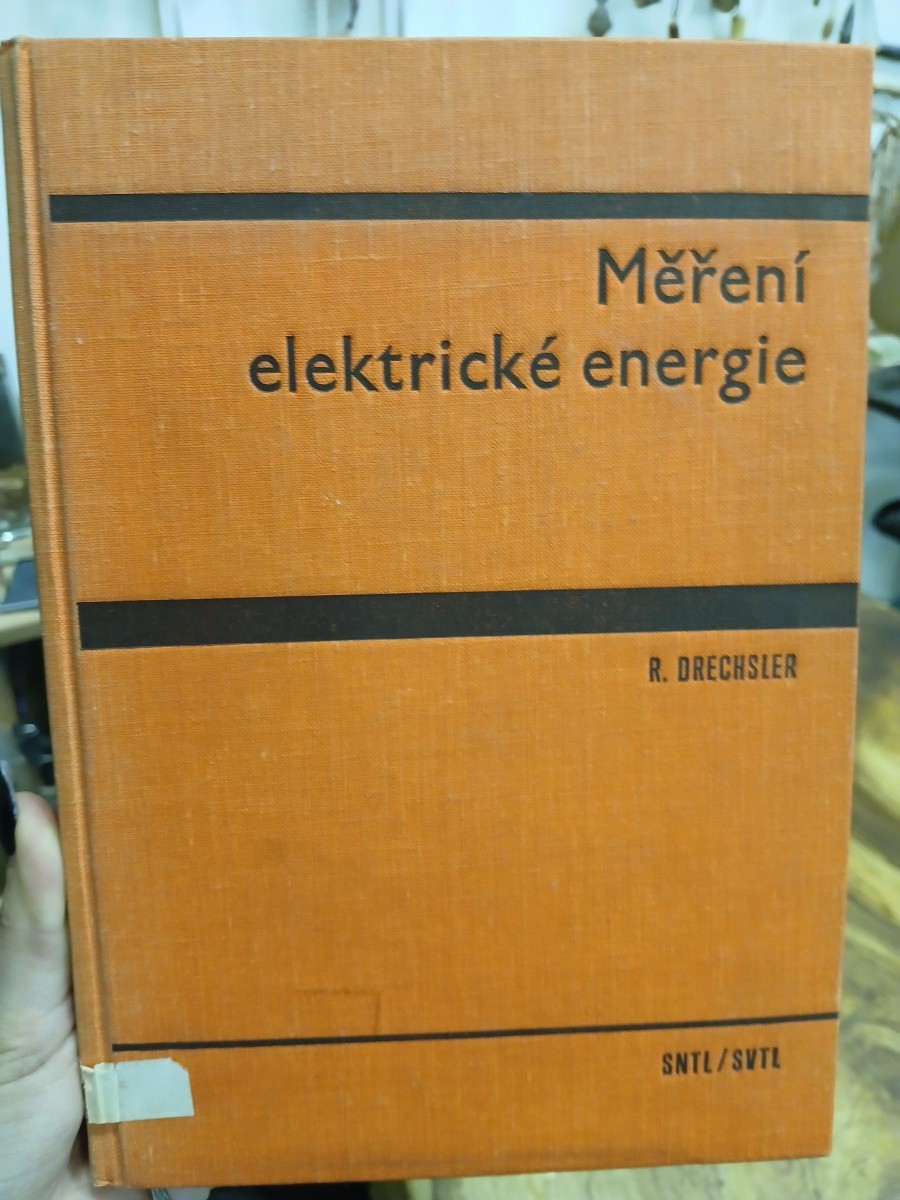 Měření
elektrické energie
R. DRECHSLER
SNTL/SVTL